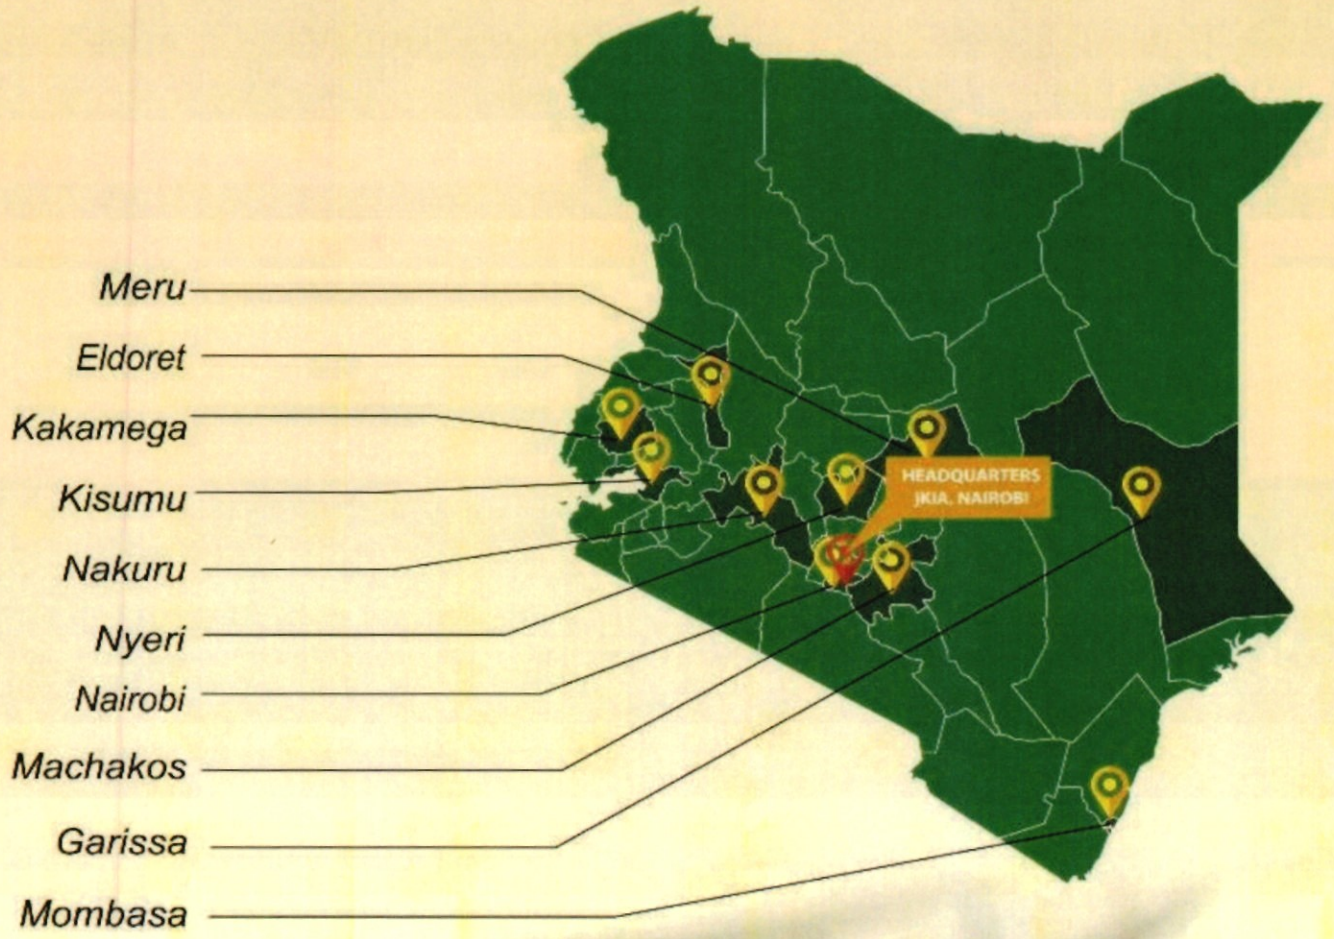 Meru
Eldoret
Kakamega
Kisumu
Nakuru
Nyeri
Nairobi
Machakos
Garissa
Mombasa
HEADQUARTERS
JKIA, NAIROBI